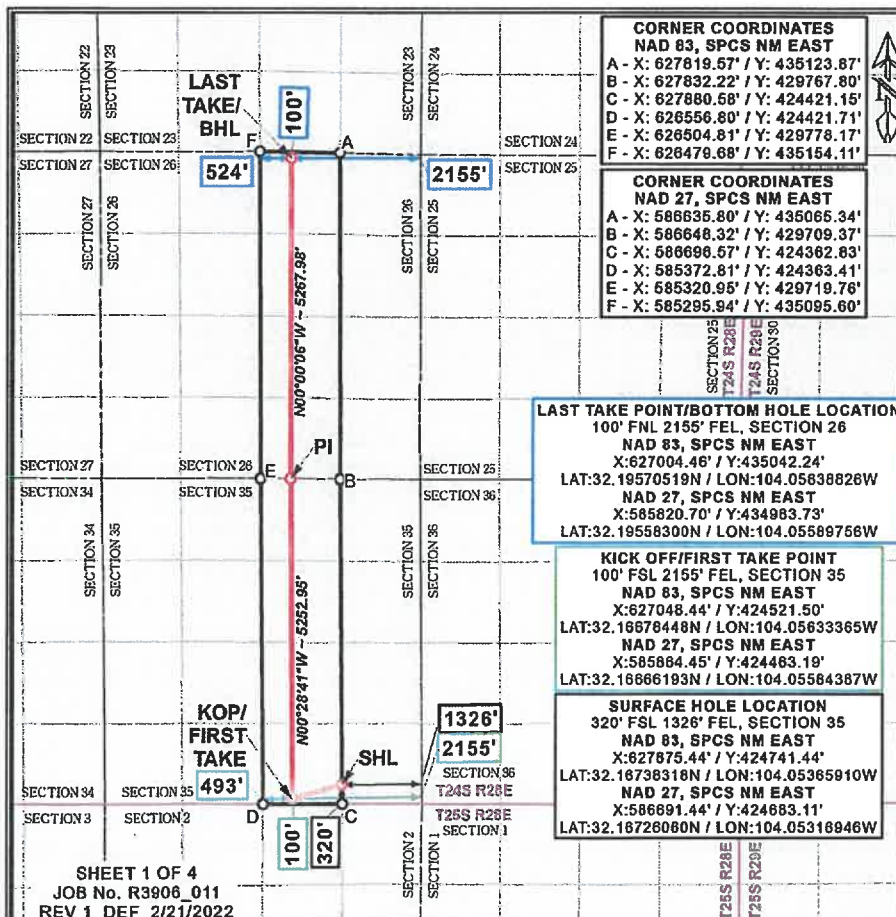 CORNER COORDINATES
NAD 83, SPCS NM EAST
A - X: 627819.57' / Y: 435123.87'
B - X: 627832.22' / Y: 429767.80'
C - X: 627880.58' / Y: 424421.15'
D - X: 626556.80' / Y: 424421.71'
E - X: 626504.81' / Y: 429778.17'
F - X: 626479.68' / Y: 435154.11'
CORNER COORDINATES
NAD 27, SPCS NM EAST
A - X: 586635.80' / Y: 435065.34'
B - X: 586648.32' / Y: 429709.37'
C - X: 586696.57' / Y: 424362.83'
D - X: 585372.81' / Y: 424363.41'
E - X: 585320.95' / Y: 429719.76'
F - X: 585295.94' / Y: 435095.60'
SECTION 22
SECTION 23
SECTION 23
SECTION 24
LAST
TAKE/
BHL
100'
F
A
SECTION 22
SECTION 23
SECTION 24
SECTION 27
SECTION 26
SECTION 25
524'
2155'
SECTION 27
SECTION 26
SECTION 26
SECTION 25
N00°00'06"W ~ 5267.98'
SECTION 25
T24S R28E
T24S R29E
SECTION 30
PI
SECTION 27
SECTION 26
E
B
SECTION 25
SECTION 34
SECTION 35
SECTION 36
SECTION 34
SECTION 35
SECTION 35
SECTION 36
N00°28'41"W ~ 5252.95'
LAST TAKE POINT/BOTTOM HOLE LOCATION
100' FNL 2155' FEL, SECTION 26
NAD 83, SPCS NM EAST
X:627004.46' / Y:435042.24'
LAT:32.19570519N / LON:104.05638826W
NAD 27, SPCS NM EAST
X:585820.70' / Y:434983.73'
LAT:32.19558300N / LON:104.05589756W
KICK OFF/FIRST TAKE POINT
100' FSL 2155' FEL, SECTION 35
NAD 83, SPCS NM EAST
X:627048.44' / Y:424521.50'
LAT:32.16678448N / LON:104.05633365W
NAD 27, SPCS NM EAST
X:585864.45' / Y:424463.19'
LAT:32.16666193N / LON:104.05584387W
SURFACE HOLE LOCATION
320' FSL 1326' FEL, SECTION 35
NAD 83, SPCS NM EAST
X:627875.44' / Y:424741.44'
LAT:32.16738318N / LON:104.05365910W
NAD 27, SPCS NM EAST
X:586691.44' / Y:424683.11'
LAT:32.16726060N / LON:104.05316946W
KOP/
FIRST
TAKE
1326'
2155'
SHL
493'
SECTION 36
SECTION 34
SECTION 35
T24S R28E
SECTION 3
SECTION 2
D
C
T25S R28E
SECTION 1
100'
320'
SECTION 2
SECTION 1
T25S R28E
T25S R29E
SHEET 1 OF 4
JOB No. R3906_011
REV 1 DEF 2/21/2022